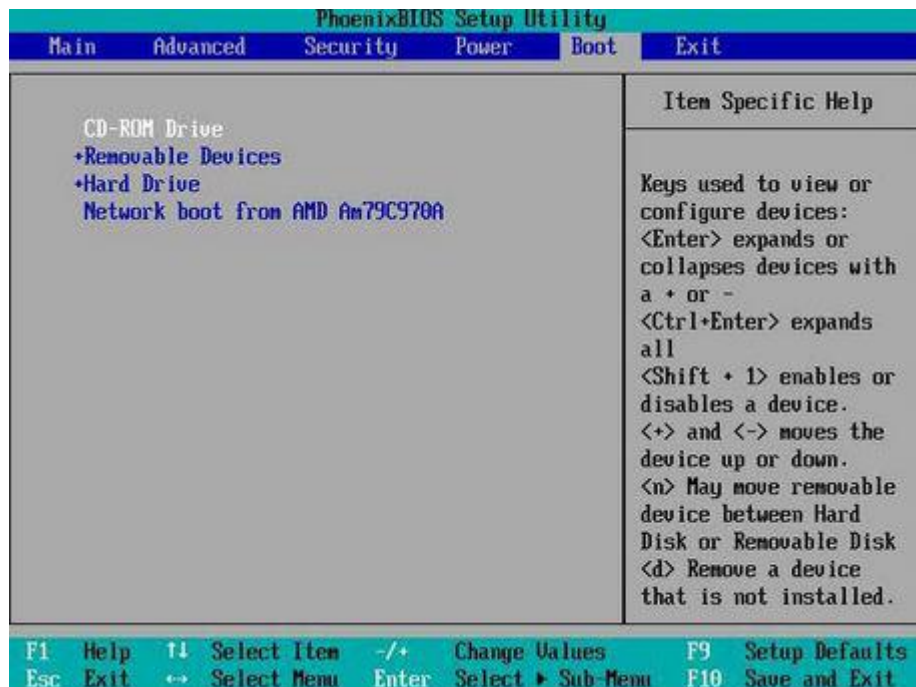 PhoenixBIOS Setup Utility
Main Advanced Security Power Boot Exit
CD-ROM Drive
+Removable Devices
+Hard Drive
Network boot from AMD Am79C970A
Item Specific Help
Keys used to view or
configure devices:
<Enter> expands or
collapses devices with
a + or -
<Ctrl+Enter> expands
all
<Shift + 1> enables or
disables a device.
<+> and <-> moves the
device up or down.
<n> May move removable
device between Hard
Disk or Removable Disk
<d> Remove a device
that is not installed.
F1 Help ↑↓ Select Item -/+ Change Values F9 Setup Defaults
Esc Exit ↔ Select Menu Enter Select ▶ Sub-Menu F10 Save and Exit